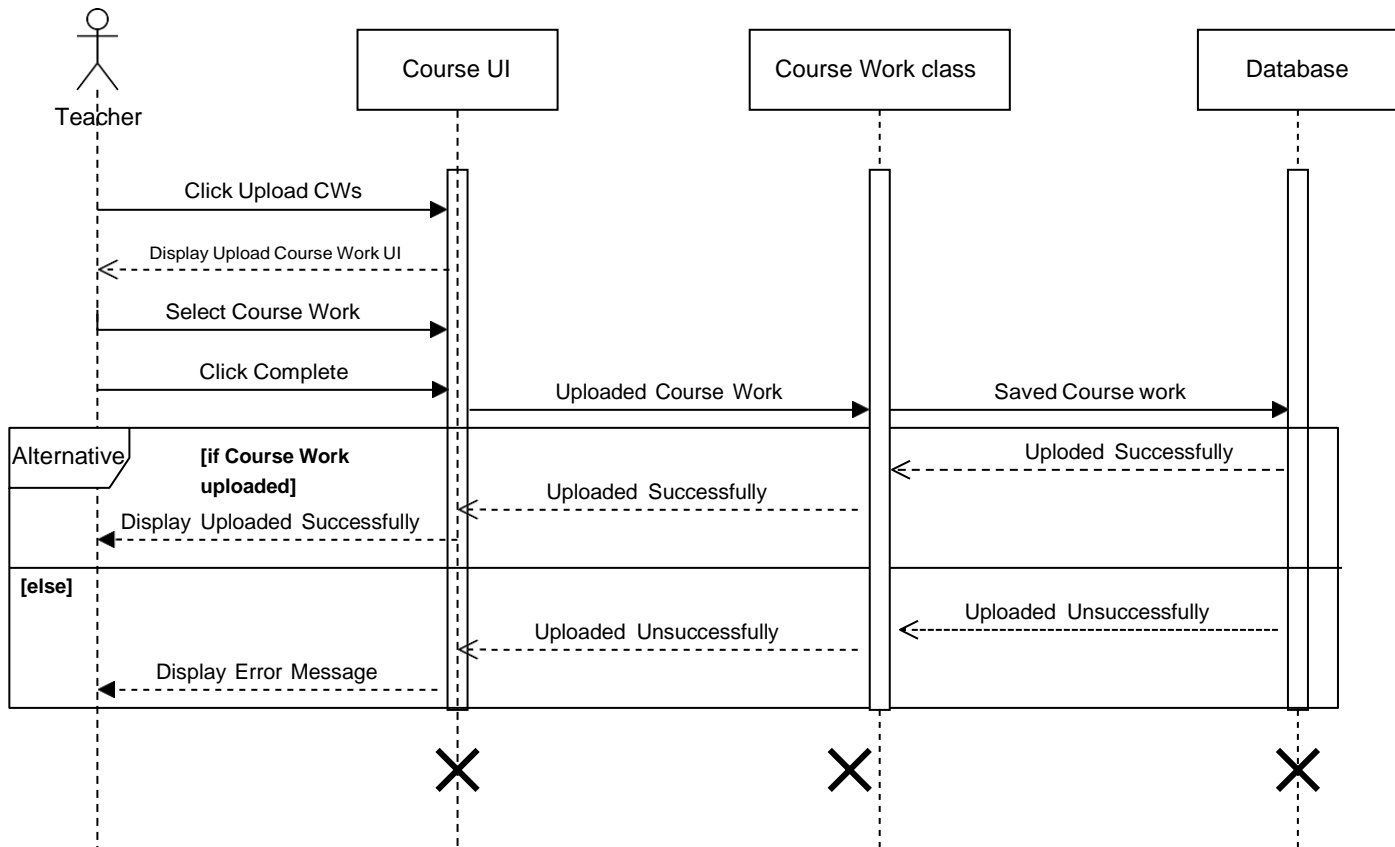 Teacher
Course UI
Course Work class
Database
Click Upload CWs
Display Upload Course Work UI
Select Course Work
Click Complete
Uploaded Course Work
Saved Course work
Alternative
[if Course Work
uploaded]
Uploded Successfully
Uploaded Successfully
Display Uploaded Successfully
[else]
Uploaded Unsuccessfully
Uploaded Unsuccessfully
Display Error Message